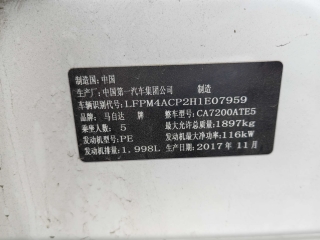 制造国：中国
生产厂：中国第一汽车集团公司 制造
车辆识别代号：LFPM4ACP2H1E07959
品牌：马自达 牌 整车型号：CA7200ATE5
乘坐人数：5 最大允许总质量：1897kg
发动机型号：PE 发动机最大净功率：116kW
发动机排量：1,998L 生产日期：2017年11月